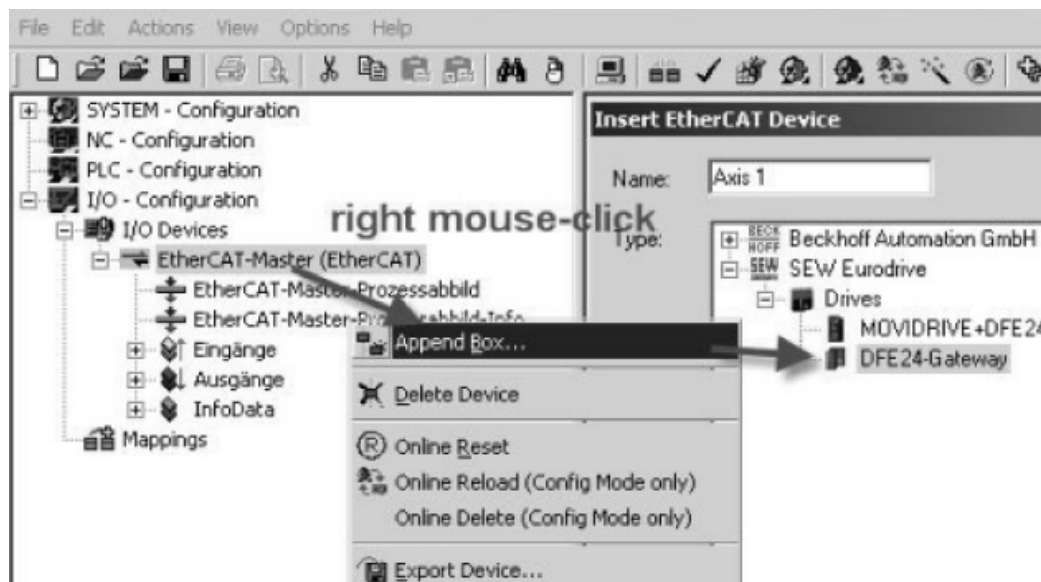 File Edit Actions View Options Help
SYSTEM - Configuration
NC - Configuration
PLC - Configuration
I/O - Configuration
I/O Devices
EtherCAT-Master (EtherCAT)
EtherCAT-Master-Prozessabbild
EtherCAT-Master-Prozessabbild-Info
Eingänge
Ausgänge
InfoData
Mappings
right mouse-click
Append Box...
Delete Device
Online Reset
Online Reload (Config Mode only)
Online Delete (Config Mode only)
Export Device...
Insert EtherCAT Device
Name: Axis 1
Type:
BECK HOFF Beckhoff Automation GmbH
SEW SEW Eurodrive
Drives
MOVIDRIVE+DFE24
DFE24-Gateway